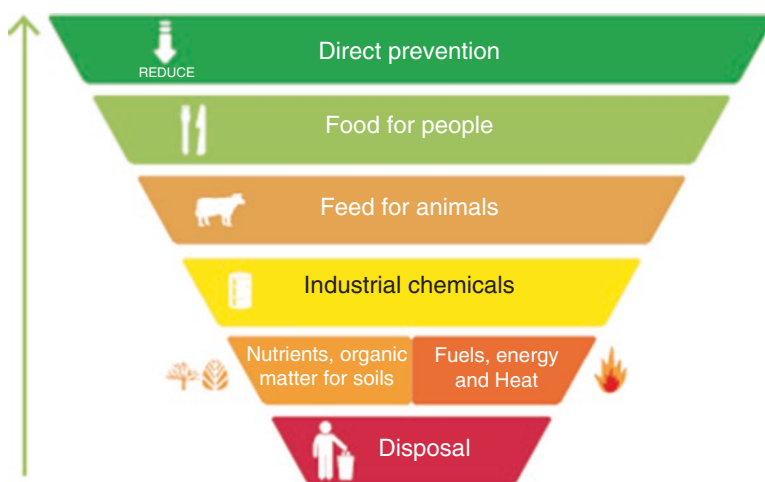 Direct prevention
REDUCE
Food for people
Feed for animals
Industrial chemicals
Nutrients, organic
matter for soils
Fuels, energy
and Heat
Disposal